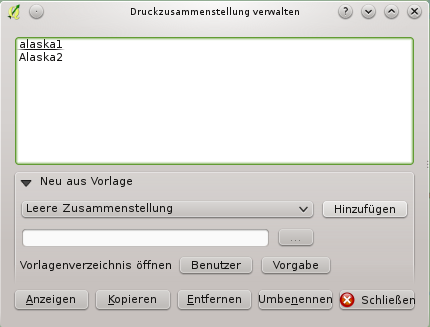 Druckzusammenstellung verwalten
alaska1
Alaska2
Neu aus Vorlage
Leere Zusammenstellung
Hinzufügen
...
Vorlagenverzeichnis öffnen Benutzer Vorgabe
Anzeigen Kopieren Entfernen Umbenennen Schließen